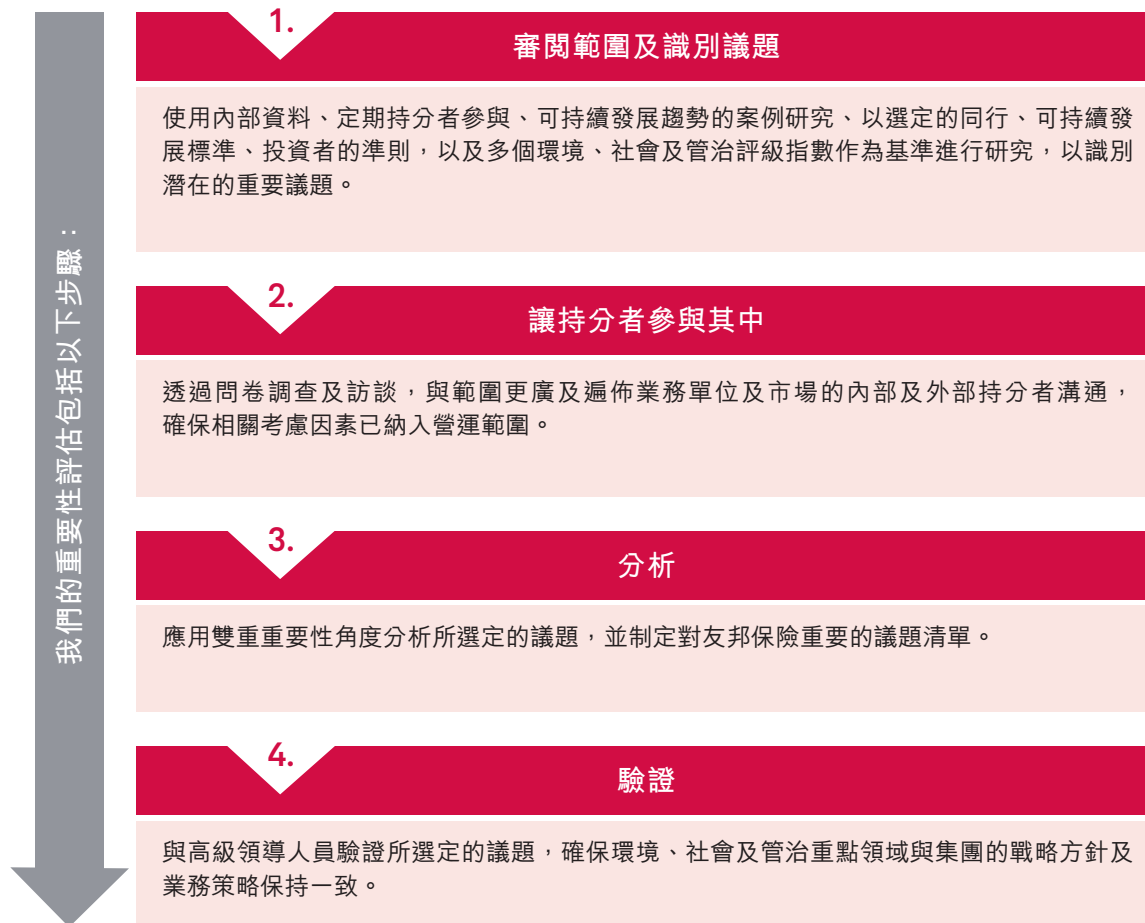 我們的重要性評估包括以下步驟：
1.
審閱範圍及識別議題
使用內部資料、定期持分者參與、可持續發展趨勢的案例研究、以選定的同行、可持續發
展標準、投資者的準則，以及多個環境、社會及管治評級指數作為基準進行研究，以識別
潛在的重要議題。
2.
讓持分者參與其中
透過問卷調查及訪談，與範圍更廣及遍佈業務單位及市場的內部及外部持分者溝通，
確保相關考慮因素已納入營運範圍。
3.
分析
應用雙重重要性角度分析所選定的議題，並制定對友邦保險重要的議題清單。
4.
驗證
與高級領導人員驗證所選定的議題，確保環境、社會及管治重點領域與集團的戰略方針及
業務策略保持一致。